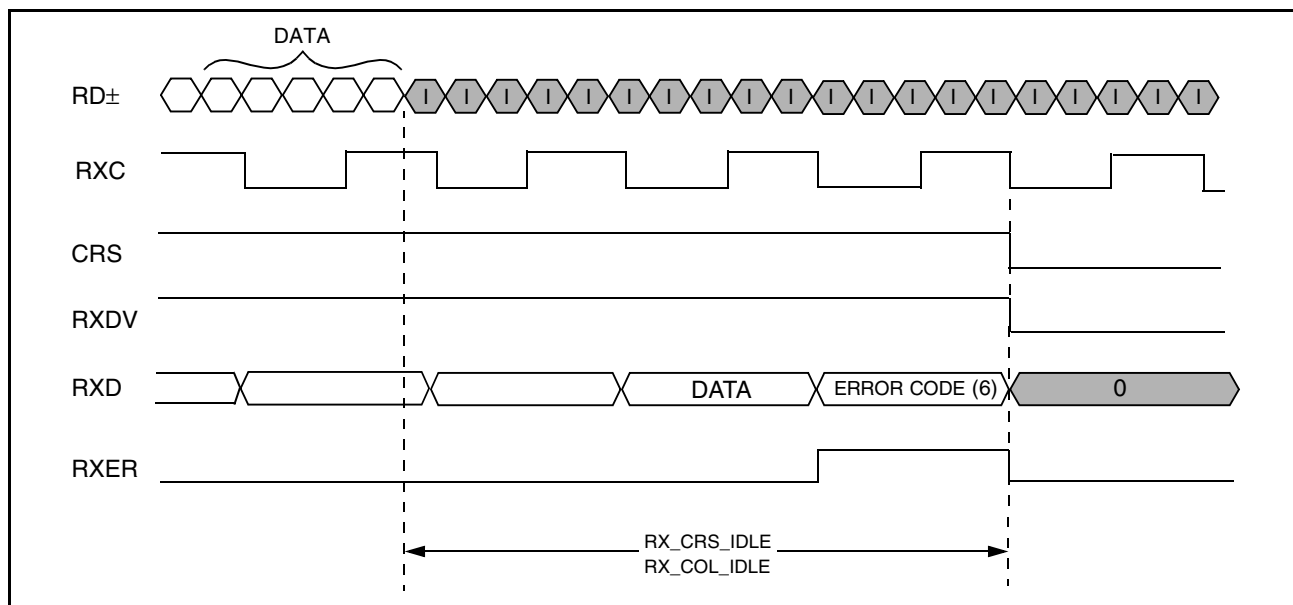 DATA
RD±
I I I I I I I I I I I I I I I I I I I I
RXC
CRS
RXDV
RXD
DATA
ERROR CODE (6)
0
RXER
RX_CRS_IDLE
RX_COL_IDLE